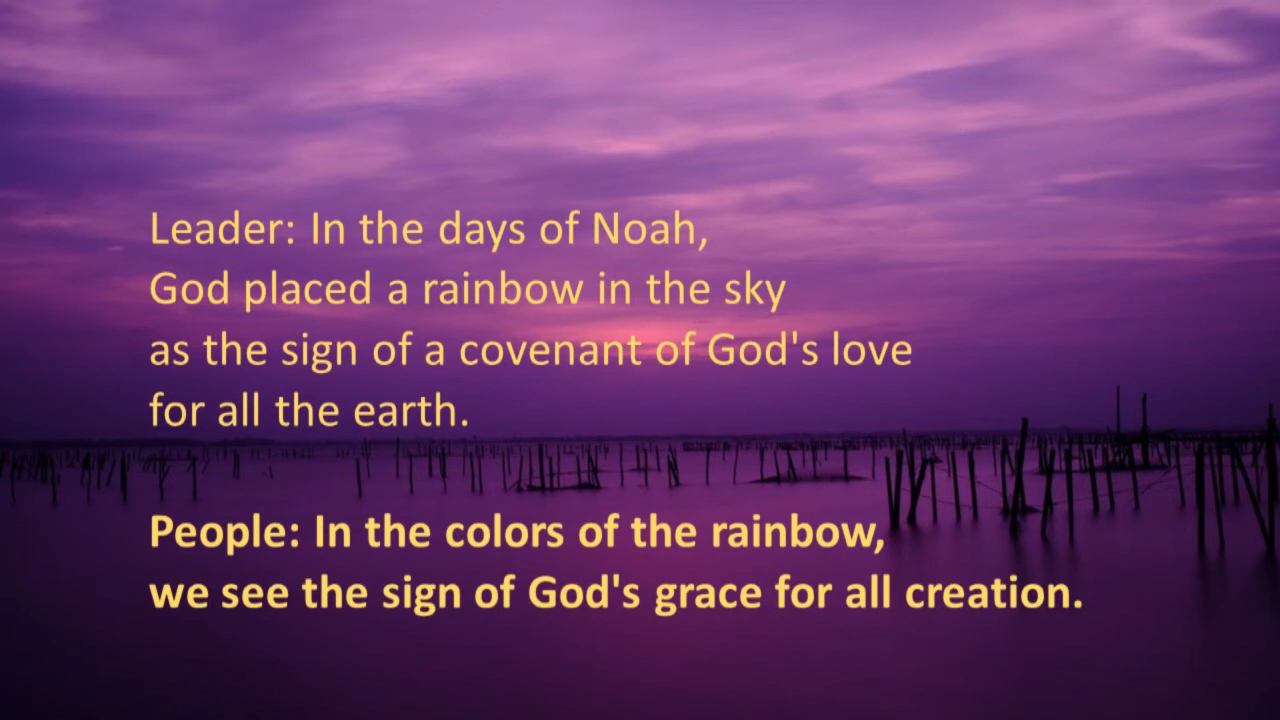 Leader: In the days of Noah,
God placed a rainbow in the sky
as the sign of a covenant of God's love
for all the earth.
People: In the colors of the rainbow,
we see the sign of God's grace for all creation.